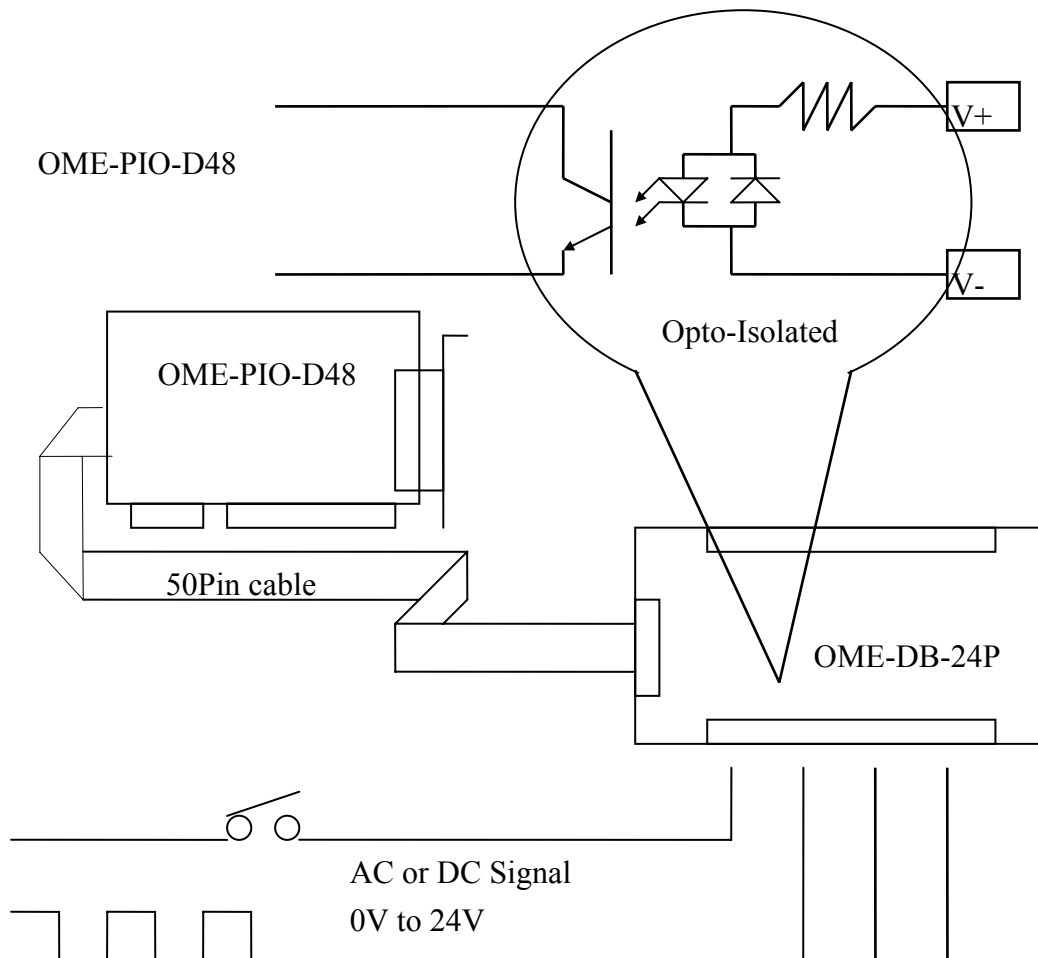 V+
OME-PIO-D48
V-
Opto-Isolated
OME-PIO-D48
50Pin cable
OME-DB-24P
AC or DC Signal
0V to 24V